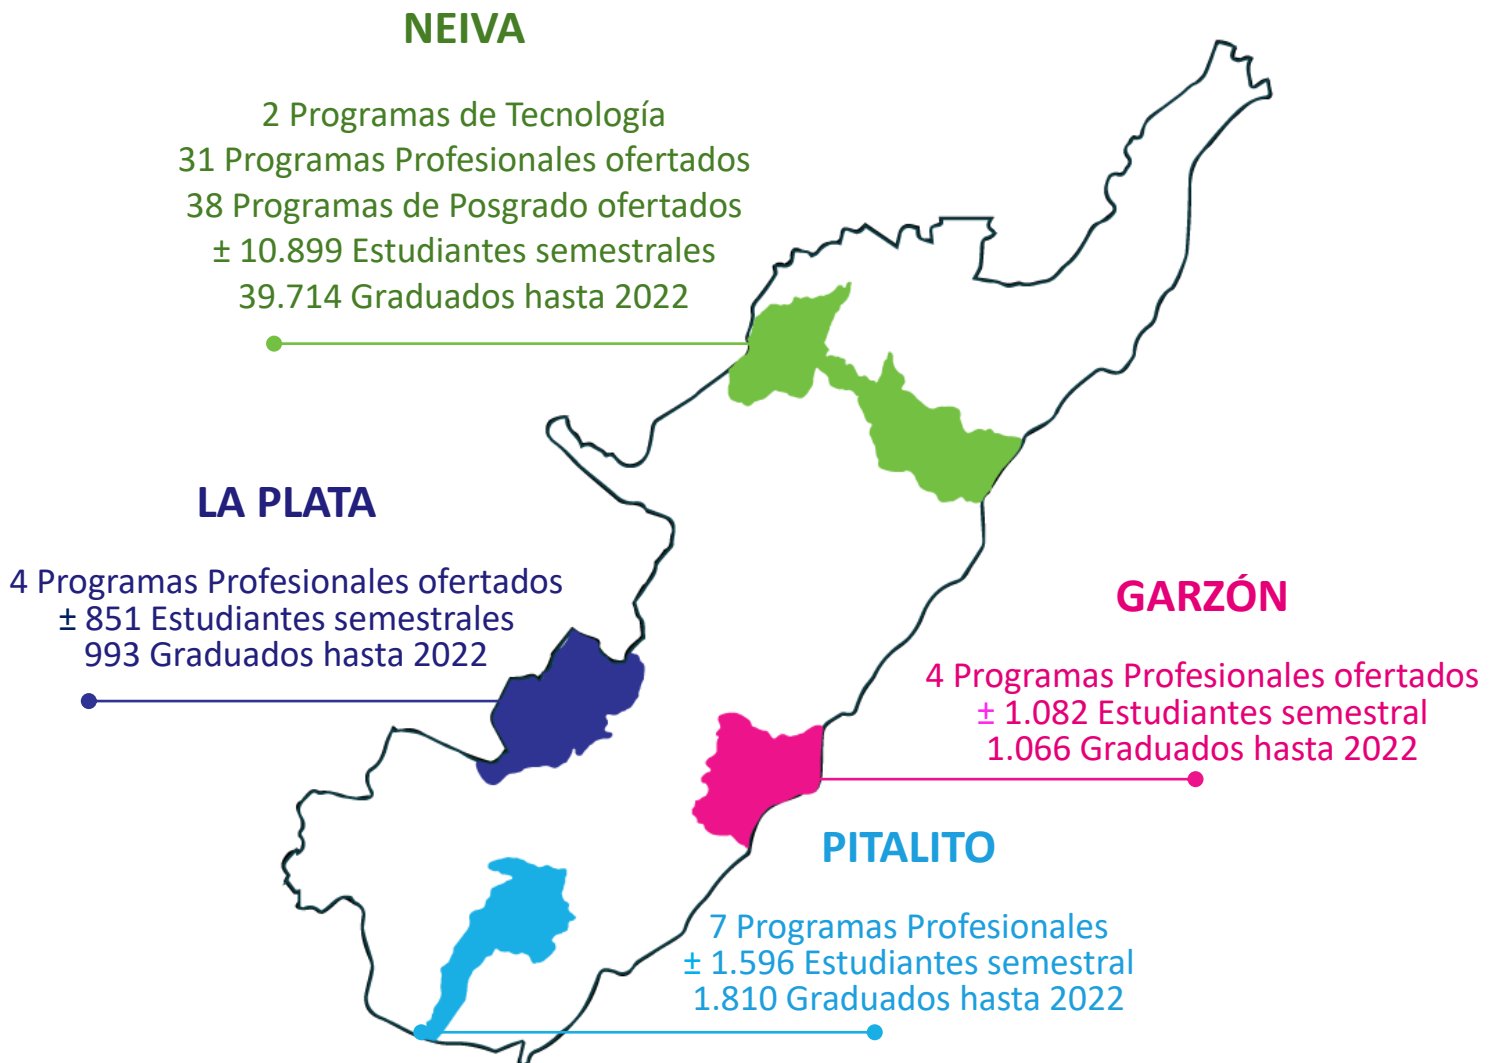 NEIVA
2 Programas de Tecnología
31 Programas Profesionales ofertados
38 Programas de Posgrado ofertados
± 10.899 Estudiantes semestrales
39.714 Graduados hasta 2022
LA PLATA
4 Programas Profesionales ofertados
± 851 Estudiantes semestrales
993 Graduados hasta 2022
GARZÓN
4 Programas Profesionales ofertados
± 1.082 Estudiantes semestral
1.066 Graduados hasta 2022
PITALITO
7 Programas Profesionales
± 1.596 Estudiantes semestral
1.810 Graduados hasta 2022